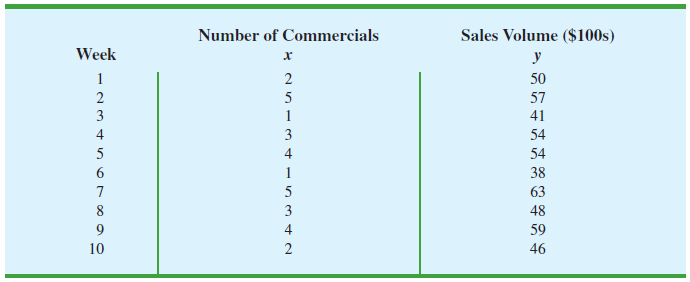 Number of Commercials Sales Volume ($100s)
Week x y
1 2 50
2 5 57
3 1 41
4 3 54
5 4 54
6 1 38
7 5 63
8 3 48
9 4 59
10 2 46